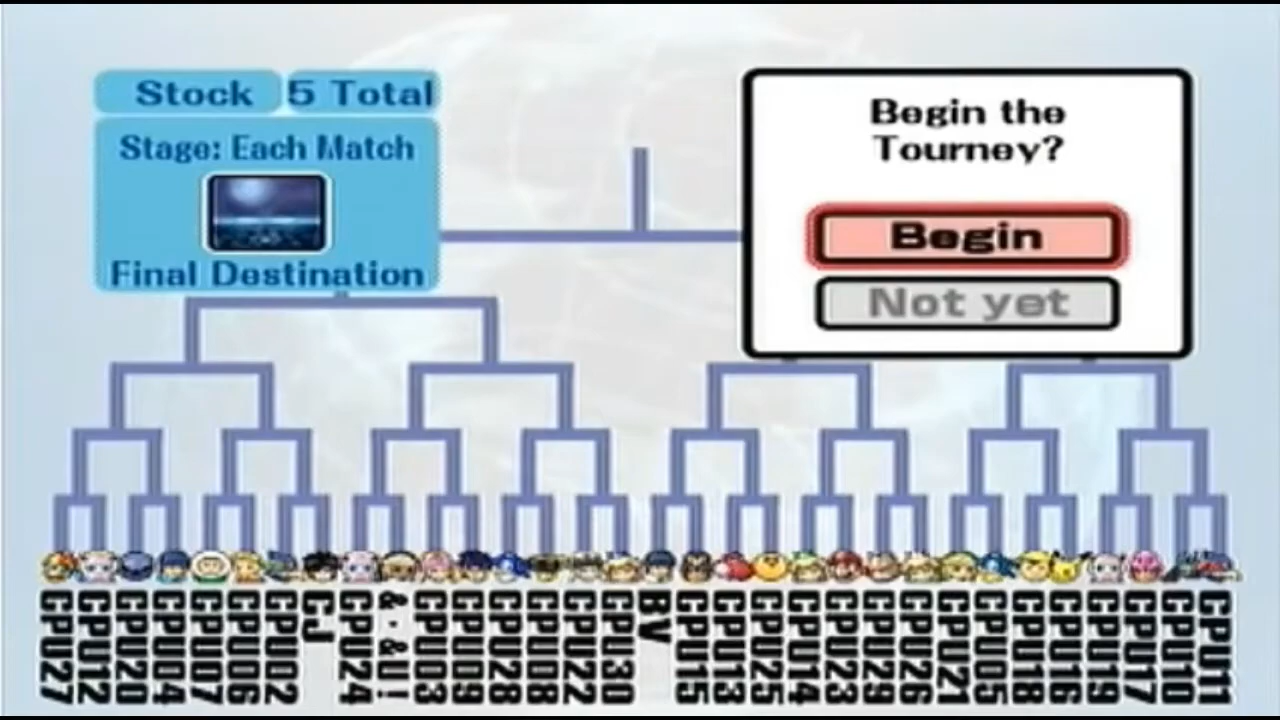 Stock 5 Total
Stage: Each Match
Final Destination
Begin the
Tourney?
Begin
Not yet
CPU27
CPU12
CPU20
CPU04
CPU07
CPU06
CPU02
CJ
CPU24
&.&U!
CPU03
CPU09
CPU28
CPU08
CPU22
CPU30
BV
CPU15
CPU13
CPU25
CPU14
CPU23
CPU29
CPU26
CPU21
CPU05
CPU18
CPU16
CPU19
CPU17
CPU10
CPU11